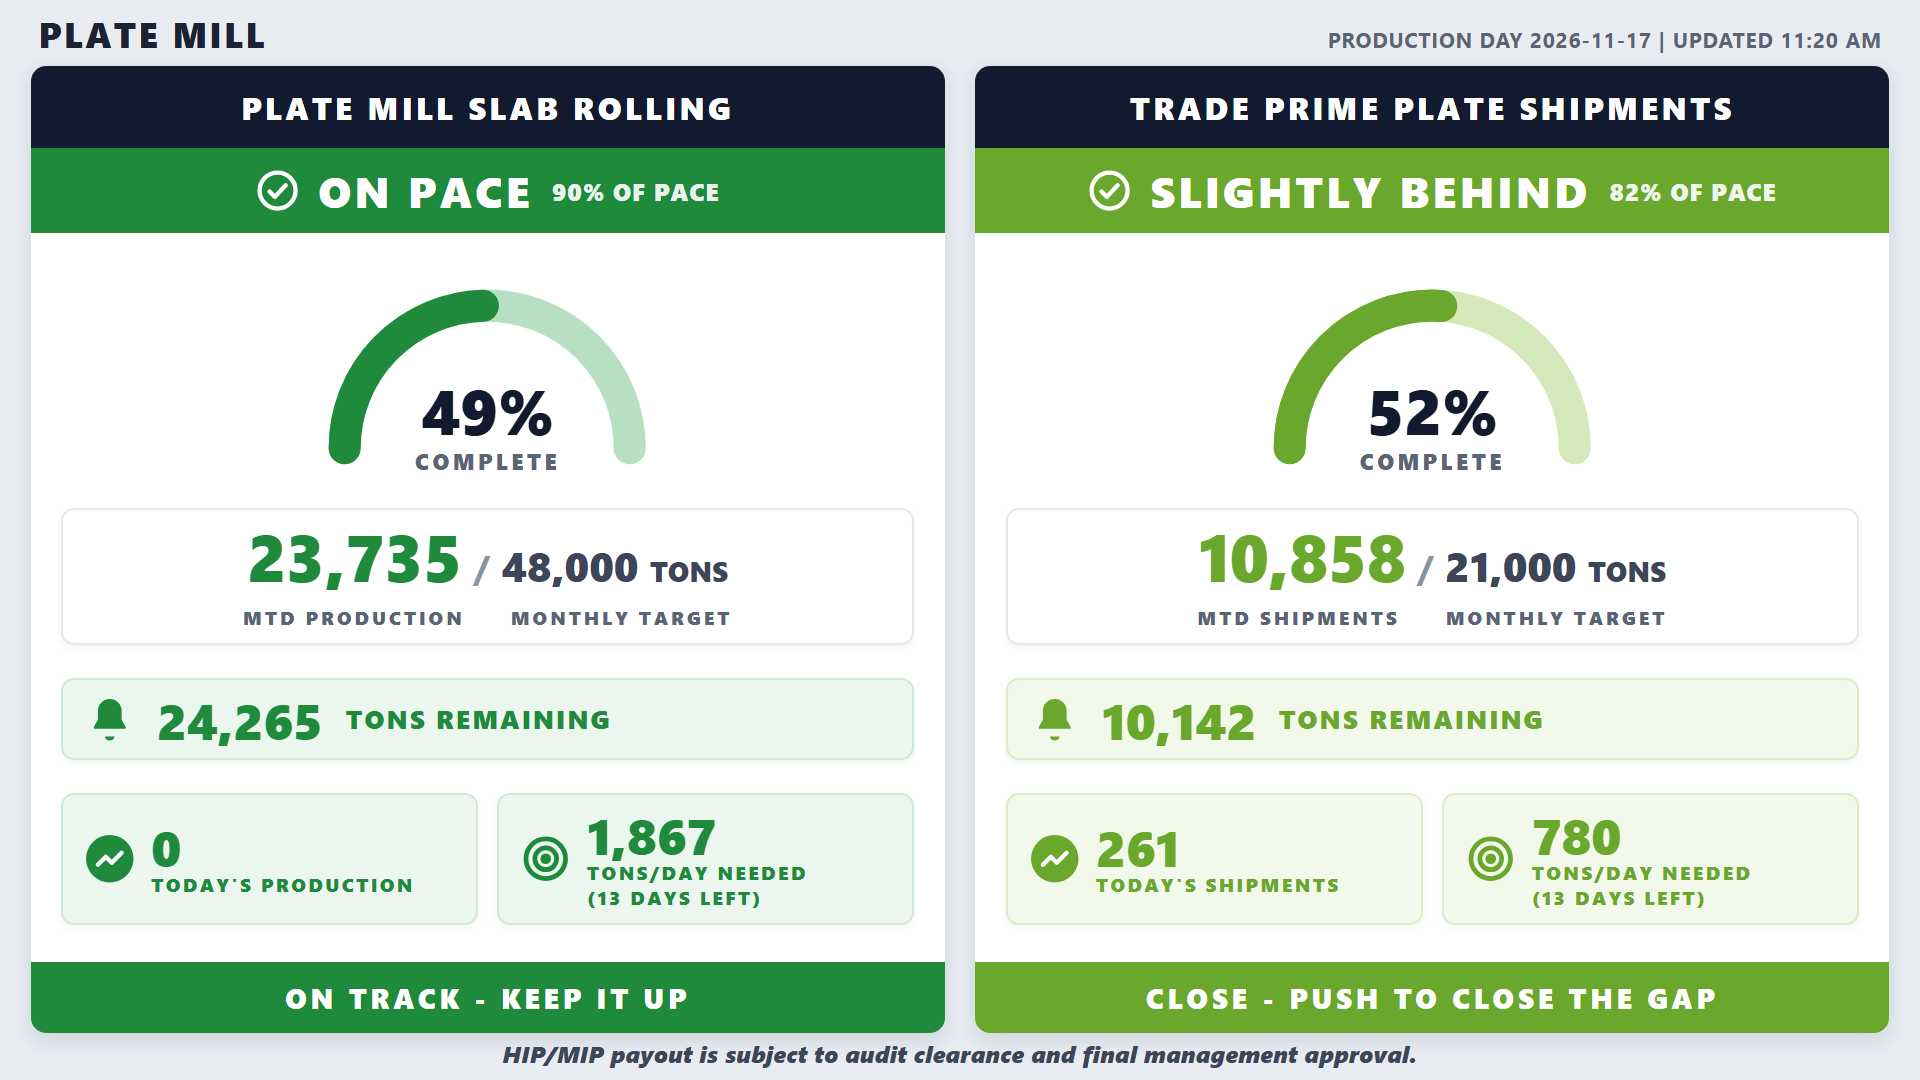 PLATE MILL
PRODUCTION DAY 2026-11-17 | UPDATED 11:20 AM
PLATE MILL SLAB ROLLING
ON PACE 90% OF PACE
49%
COMPLETE
23,735 / 48,000 TONS
MTD PRODUCTION MONTHLY TARGET
24,265 TONS REMAINING
0
TODAY'S PRODUCTION
1,867
TONS/DAY NEEDED
(13 DAYS LEFT)
ON TRACK - KEEP IT UP
TRADE PRIME PLATE SHIPMENTS
SLIGHTLY BEHIND 82% OF PACE
52%
COMPLETE
10,858 / 21,000 TONS
MTD SHIPMENTS MONTHLY TARGET
10,142 TONS REMAINING
261
TODAY'S SHIPMENTS
780
TONS/DAY NEEDED
(13 DAYS LEFT)
CLOSE - PUSH TO CLOSE THE GAP
HIP/MIP payout is subject to audit clearance and final management approval.